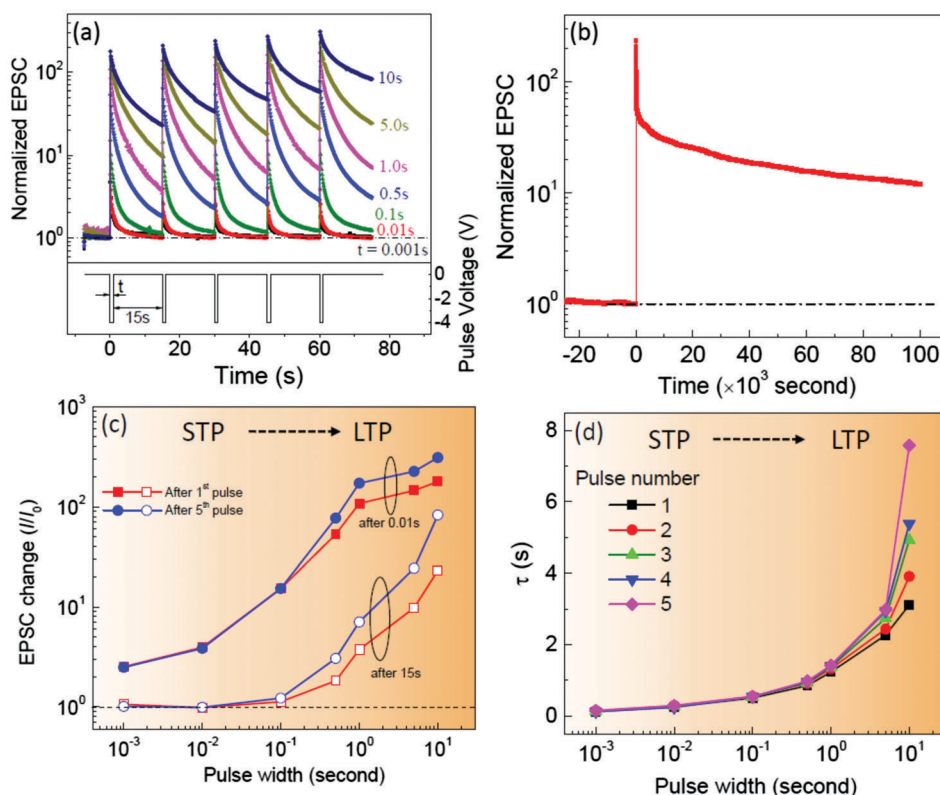 (a)
Normalized EPSC
10²
10¹
10⁰
10s
5.0s
1.0s
0.5s
0.1s
0.01s
t = 0.001s
t
15s
0
-2
-4
Pulse Voltage (V)
0 20 40 60 80
Time (s)
(b)
Normalized EPSC
10²
10¹
10⁰
-25 0 25 50 75 100
Time (×10³ second)
(c)
STP LTP
EPSC change (I/I₀)
10³
10²
10¹
10⁰
After 1st pulse
After 5th pulse
after 0.01s
after 15s
10⁻³ 10⁻² 10⁻¹ 10⁰ 10¹
Pulse width (second)
(d)
STP LTP
τ (s)
8
6
4
2
0
Pulse number
1
2
3
4
5
10⁻³ 10⁻² 10⁻¹ 10⁰ 10¹
Pulse width (second)